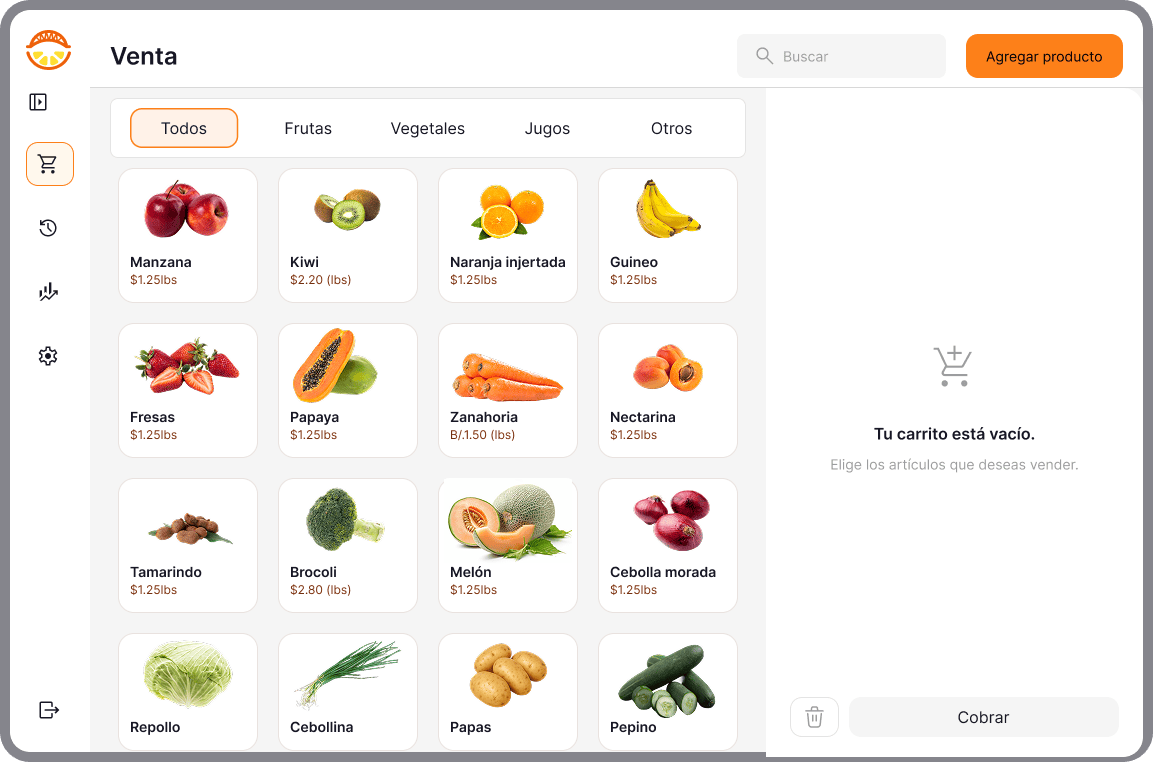 Venta
Buscar
Agregar producto
Todos
Frutas
Vegetales
Jugos
Otros
Manzana
$1.25lbs
Kiwi
$2.20 (lbs)
Naranja injertada
$1.25lbs
Guineo
$1.25lbs
Fresas
$1.25lbs
Papaya
$1.25lbs
Zanahoria
B/.1.50 (lbs)
Nectarina
$1.25lbs
Tamarindo
$1.25lbs
Brocoli
$2.80 (lbs)
Melón
$1.25lbs
Cebolla morada
$1.25lbs
Repollo
Cebollina
Papas
Pepino
Tu carrito está vacío.
Elige los artículos que deseas vender.
Cobrar